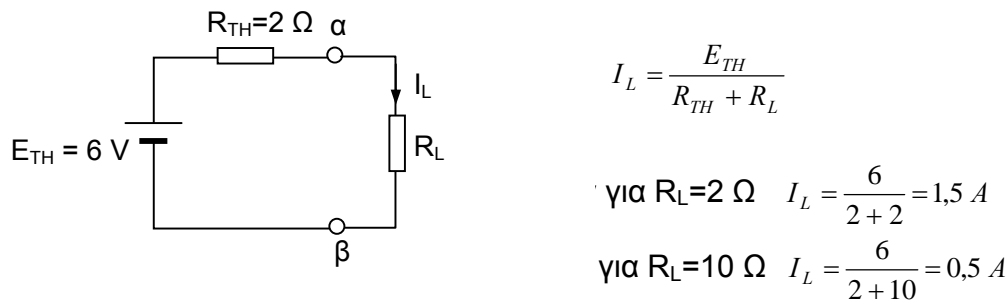 R_TH=2 Ω α
I_L
E_TH = 6 V
R_L
β
I_L = E_TH / (R_TH + R_L)
για R_L=2 Ω I_L = 6 / (2 + 2) = 1,5 A
για R_L=10 Ω I_L = 6 / (2 + 10) = 0,5 A